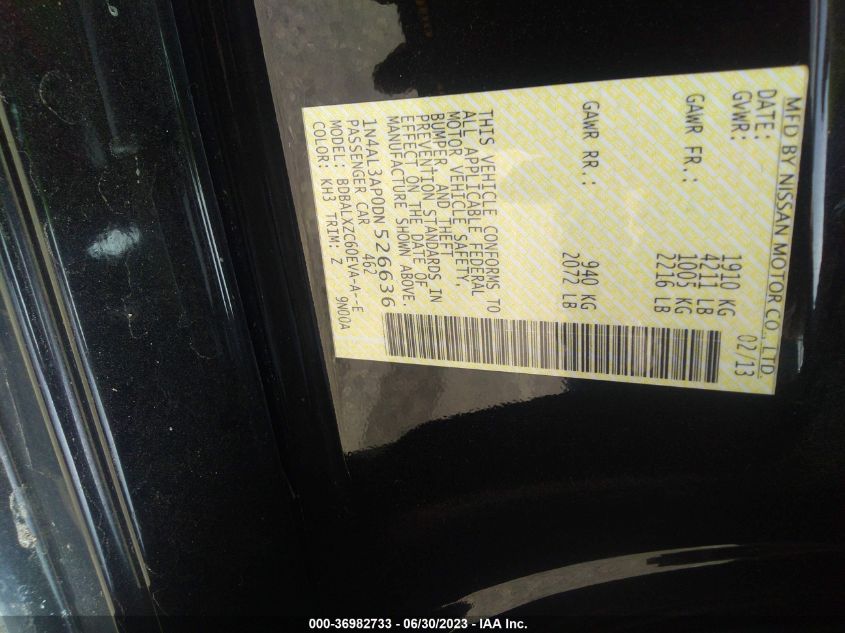 MFD BY NISSAN MOTOR CO., LTD
DATE: 02/13
GVWR: 1910 KG
4211 LB
GAWR FR.: 1005 KG
2216 LB
GAWR RR.: 940 KG
2072 LB
THIS VEHICLE CONFORMS TO
ALL APPLICABLE FEDERAL
MOTOR VEHICLE SAFETY,
BUMPER, AND THEFT
PREVENTION STANDARDS IN
EFFECT ON THE DATE OF
MANUFACTURE SHOWN ABOVE.
1N4AL3AP0DN 526636
PASSENGER CAR 462
MODEL: BDBALXZC60EVA-A--E
COLOR: KH3 TRIM: Z 9N00A
000-36982733 - 06/30/2023 - IAA Inc.